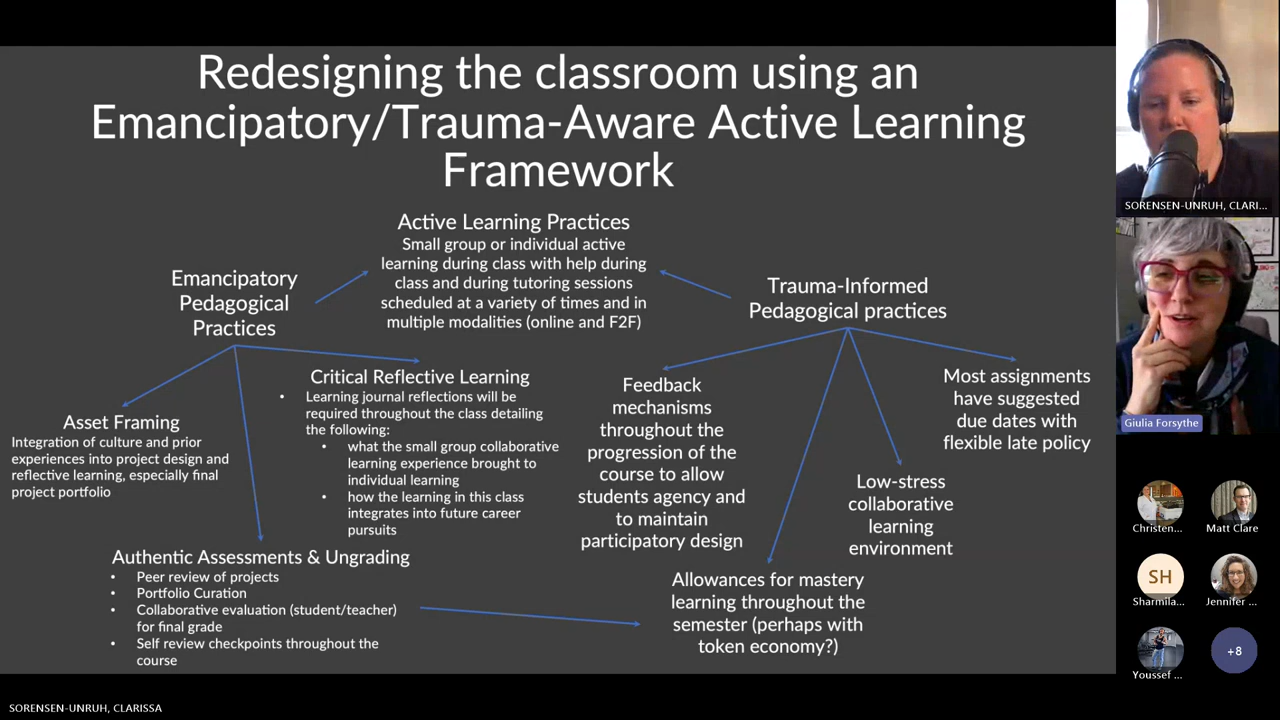 Redesigning the classroom using an
Emancipatory/Trauma-Aware Active Learning
Framework
Active Learning Practices
Small group or individual active
learning during class with help during
class and during tutoring sessions
scheduled at a variety of times and in
multiple modalities (online and F2F)
Emancipatory
Pedagogical
Practices
Trauma-Informed
Pedagogical practices
Asset Framing
Integration of culture and prior
experiences into project design and
reflective learning, especially final
project portfolio
Critical Reflective Learning
• Learning journal reflections will be
required throughout the class detailing
the following:
• what the small group collaborative
learning experience brought to
individual learning
• how the learning in this class
integrates into future career
pursuits
Authentic Assessments & Ungrading
• Peer review of projects
• Portfolio Curation
• Collaborative evaluation (student/teacher)
for final grade
• Self review checkpoints throughout the
course
Feedback
mechanisms
throughout the
progression of the
course to allow
students agency and
to maintain
participatory design
Allowances for mastery
learning throughout the
semester (perhaps with
token economy?)
Low-stress
collaborative
learning
environment
Most assignments
have suggested
due dates with
flexible late policy
SORENSEN-UNRUH, CLARI...
Giulia Forsythe
Christen...
Matt Clare
SH
Sharmila...
Jennifer ...
Youssef ...
+8
SORENSEN-UNRUH, CLARISSA